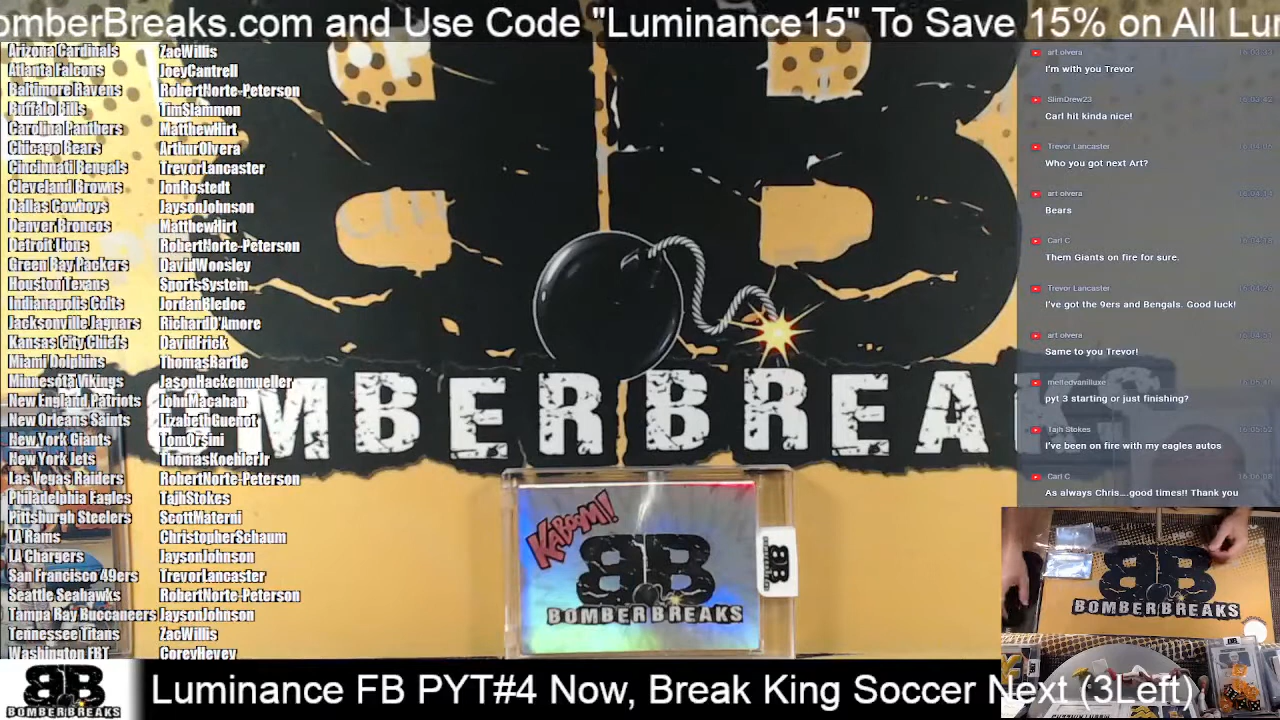 omberBreaks.com and Use Code "Luminance15" To Save 15% on All Lu
Arizona Cardinals ZacWillis
Atlanta Falcons JoeyCantrell
Baltimore Ravens RobertNorte-Peterson
Buffalo Bills TimSlammon
Carolina Panthers MatthewHirt
Chicago Bears ArthurOlvera
Cincinnati Bengals TrevorLancaster
Cleveland Browns JonRostedt
Dallas Cowboys JaysonJohnson
Denver Broncos MatthewHirt
Detroit Lions RobertNorte-Peterson
Green Bay Packers DavidWoosley
Houston Texans SportsSystem
Indianapolis Colts JordanBledoe
Jacksonville Jaguars RichardD'Amore
Kansas City Chiefs DavidFrick
Miami Dolphins ThomasBartle
Minnesota Vikings JasonHackenmueller
New England Patriots JohnMacahan
New Orleans Saints LizabethGuenot
New York Giants TomOrsini
New York Jets ThomasKoehlerJr
Las Vegas Raiders RobertNorte-Peterson
Philadelphia Eagles TajhStokes
Pittsburgh Steelers ScottMaterni
LA Rams ChristopherSchaum
LA Chargers JaysonJohnson
San Francisco 49ers TrevorLancaster
Seattle Seahawks RobertNorte-Peterson
Tampa Bay Buccaneers JaysonJohnson
Tennessee Titans ZacWillis
Washington FBT CoreyHevey
BB
OMBERBREA
KABOOM!!
BB
BOMBERBREAKS
BB
art olvera
I'm with you Trevor
SlimDrew23
Carl hit kinda nice!
Trevor Lancaster
Who you got next Art?
art olvera
Bears
Carl C
Them Giants on fire for sure.
Trevor Lancaster
I've got the 9ers and Bengals. Good luck!
art olvera
Same to you Trevor!
meltedvanilluxe
pyt 3 starting or just finishing?
Tajh Stokes
I've been on fire with my eagles autos
Carl C
As always Chris....good times!! Thank you
BB
BOMBERBREAKS
BB
BOMBERBREAKS
Luminance FB PYT#4 Now, Break King Soccer Next (3Left)